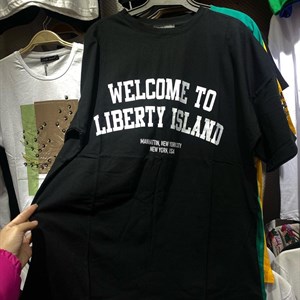 WELCOME TO
LIBERTY ISLAND
MANHATTAN, NEW YORK CITY
NEW YORK, USA